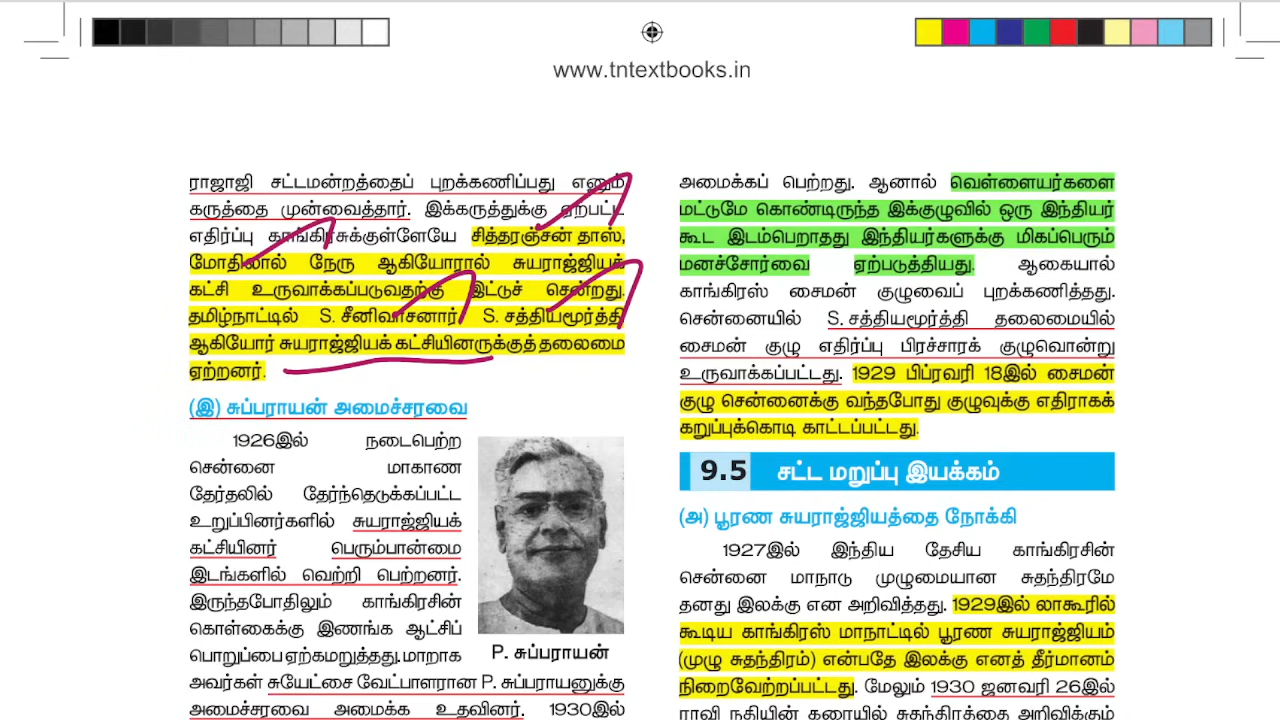 www.tntextbooks.in
ராஜாஜி சட்டமன்றத்தைப் புறக்கணிப்பது எனும்
கருத்தை முன்வைத்தார். இக்கருத்துக்கு ஏற்பட்ட
எதிர்ப்பு காங்கிரசுக்குள்ளேயே சித்தரஞ்சன் தாஸ்,
மோதிலால் நேரு ஆகியோரால் சுயராஜ்ஜியக்
கட்சி உருவாக்கப்படுவதற்கு இட்டுச் சென்றது.
தமிழ்நாட்டில் S. சீனிவாசனார், S. சத்தியமூர்த்தி
ஆகியோர் சுயராஜ்ஜியக் கட்சியினருக்குத் தலைமை
ஏற்றனர்.
(இ) சுப்பராயன் அமைச்சரவை
1926இல் நடைபெற்ற
சென்னை மாகாண
தேர்தலில் தேர்ந்தெடுக்கப்பட்ட
உறுப்பினர்களில் சுயராஜ்ஜியக்
கட்சியினர் பெரும்பான்மை
இடங்களில் வெற்றி பெற்றனர்.
இருந்தபோதிலும் காங்கிரசின்
கொள்கைக்கு இணங்க ஆட்சிப்
பொறுப்பை ஏற்கமறுத்தது. மாறாக
அவர்கள் சுயேட்சை வேட்பாளரான P. சுப்பராயனுக்கு
அமைச்சரவை அமைக்க உதவினர். 1930இல்
P. சுப்பராயன்
அமைக்கப் பெற்றது. ஆனால் வெள்ளையர்களை
மட்டுமே கொண்டிருந்த இக்குழுவில் ஒரு இந்தியர்
கூட இடம்பெறாதது இந்தியர்களுக்கு மிகப்பெரும்
மனச்சோர்வை ஏற்படுத்தியது. ஆகையால்
காங்கிரஸ் சைமன் குழுவைப் புறக்கணித்தது.
சென்னையில் S. சத்தியமூர்த்தி தலைமையில்
சைமன் குழு எதிர்ப்பு பிரச்சாரக் குழுவொன்று
உருவாக்கப்பட்டது. 1929 பிப்ரவரி 18இல் சைமன்
குழு சென்னைக்கு வந்தபோது குழுவுக்கு எதிராகக்
கறுப்புக்கொடி காட்டப்பட்டது.
9.5 சட்ட மறுப்பு இயக்கம்
(அ) பூரண சுயராஜ்ஜியத்தை நோக்கி
1927இல் இந்திய தேசிய காங்கிரசின்
சென்னை மாநாடு முழுமையான சுதந்திரமே
தனது இலக்கு என அறிவித்தது. 1929இல் லாகூரில்
கூடிய காங்கிரஸ் மாநாட்டில் பூரண சுயராஜ்ஜியம்
(முழு சுதந்திரம்) என்பதே இலக்கு எனத் தீர்மானம்
நிறைவேற்றப்பட்டது. மேலும் 1930 ஜனவரி 26இல்
ராவி நதியின் கரையில் சுதந்திரத்தை அறிவிக்கும்